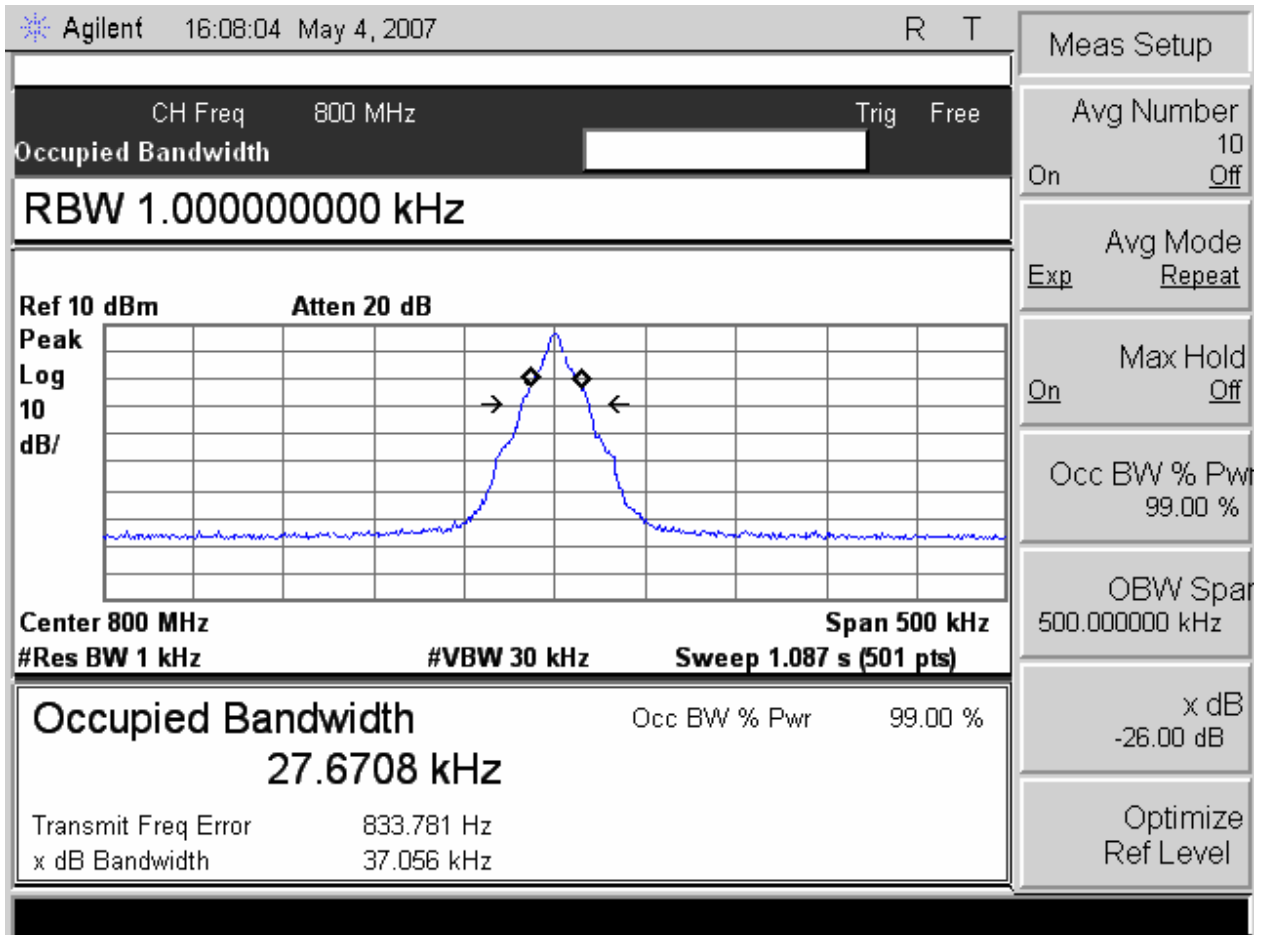 Agilent 16:08:04 May 4, 2007 R T
Meas Setup
CH Freq 800 MHz Trig Free
Occupied Bandwidth
RBW 1.000000000 kHz
Ref 10 dBm Atten 20 dB
Peak
Log
10
dB/
Center 800 MHz Span 500 kHz
#Res BW 1 kHz #VBW 30 kHz Sweep 1.087 s (501 pts)
Occupied Bandwidth Occ BW % Pwr 99.00 %
27.6708 kHz
Transmit Freq Error 833.781 Hz
x dB Bandwidth 37.056 kHz
Avg Number
10
On Off
Avg Mode
Exp Repeat
Max Hold
On Off
Occ BW % Pwr
99.00 %
OBW Span
500.000000 kHz
x dB
-26.00 dB
Optimize
Ref Level